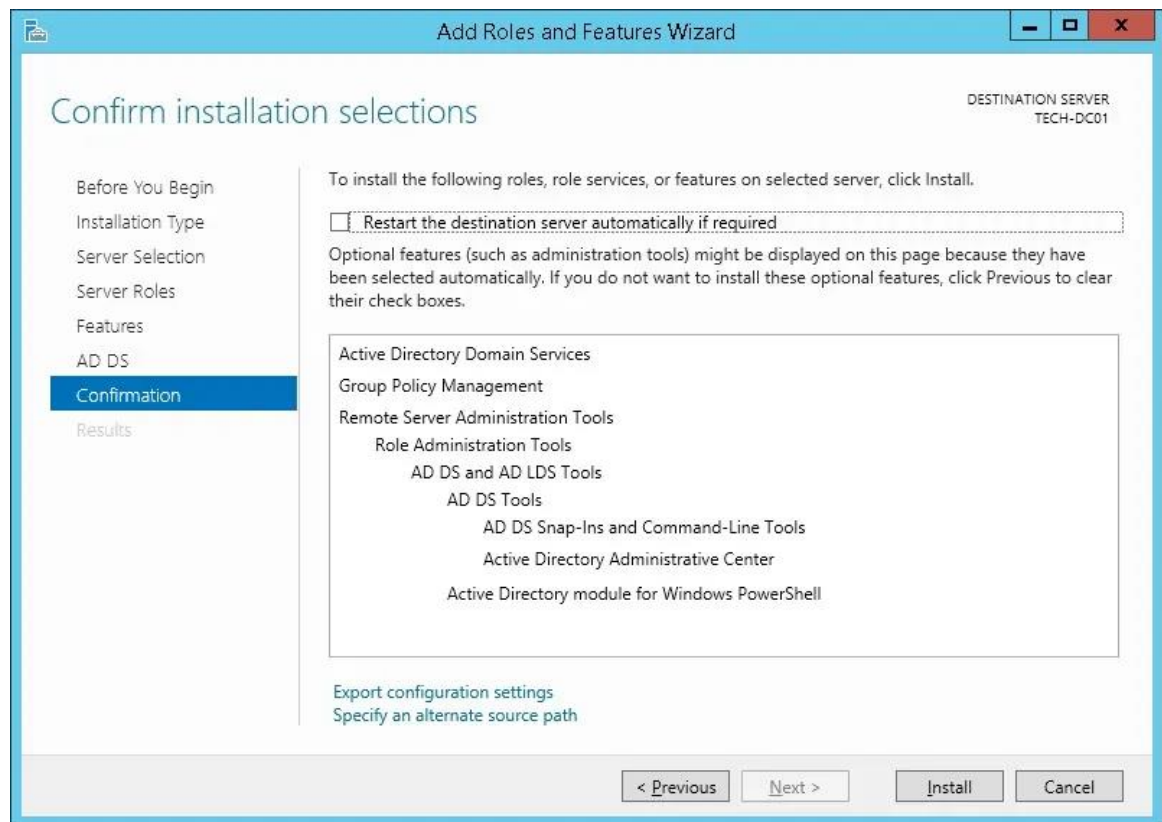 Add Roles and Features Wizard
Confirm installation selections
DESTINATION SERVER
TECH-DC01
Before You Begin
Installation Type
Server Selection
Server Roles
Features
AD DS
Confirmation
Results
To install the following roles, role services, or features on selected server, click Install.
Restart the destination server automatically if required
Optional features (such as administration tools) might be displayed on this page because they have
been selected automatically. If you do not want to install these optional features, click Previous to clear
their check boxes.
Active Directory Domain Services
Group Policy Management
Remote Server Administration Tools
Role Administration Tools
AD DS and AD LDS Tools
AD DS Tools
AD DS Snap-Ins and Command-Line Tools
Active Directory Administrative Center
Active Directory module for Windows PowerShell
Export configuration settings
Specify an alternate source path
< Previous
Next >
Install
Cancel